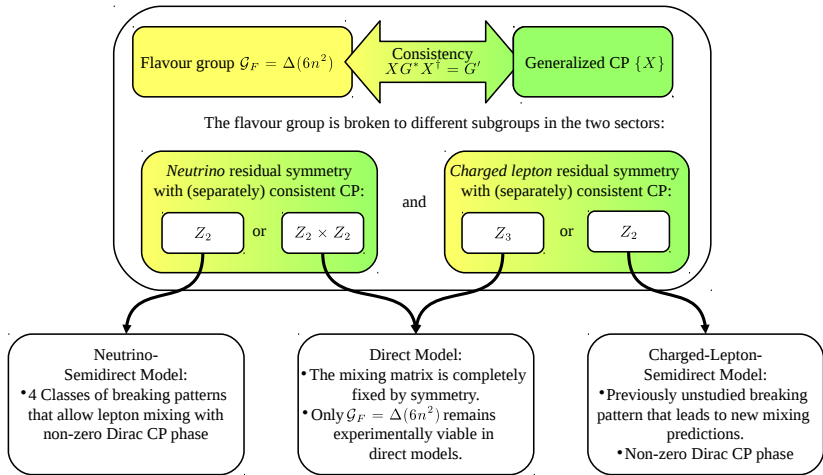 Flavour group 𝒢_F = Δ(6n²)
Consistency
XG*X† = G′
Generalized CP {X}
The flavour group is broken to different subgroups in the two sectors:
Neutrino residual symmetry
with (separately) consistent CP:
Z₂ or Z₂ × Z₂
and
Charged lepton residual symmetry
with (separately) consistent CP:
Z₃ or Z₂
Neutrino-
Semidirect Model:
• 4 Classes of breaking patterns
that allow lepton mixing with
non-zero Dirac CP phase
Direct Model:
• The mixing matrix is completely
fixed by symmetry.
• Only 𝒢_F = Δ(6n²) remains
experimentally viable in
direct models.
Charged-Lepton-
Semidirect Model:
• Previously unstudied breaking
pattern that leads to new mixing
predictions.
• Non-zero Dirac CP phase